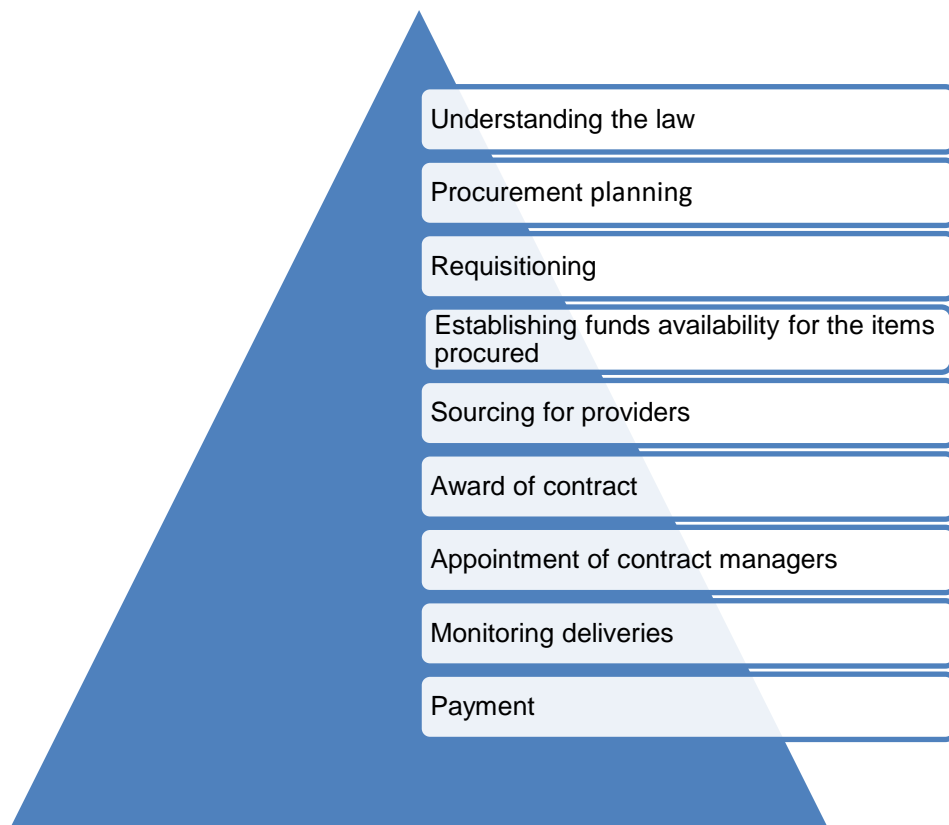 Understanding the law
Procurement planning
Requisitioning
Establishing funds availability for the items
procured
Sourcing for providers
Award of contract
Appointment of contract managers
Monitoring deliveries
Payment